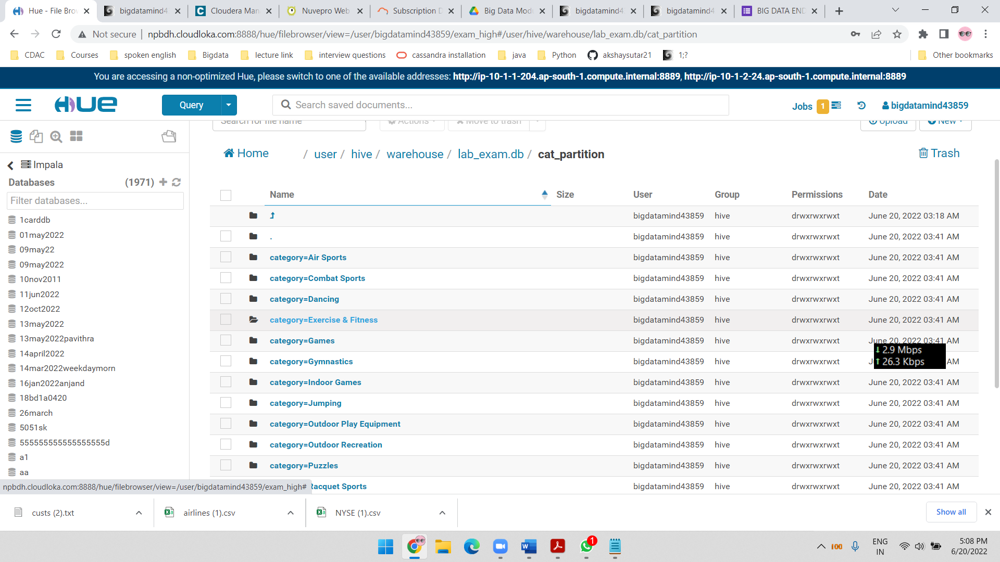 Hue - File Brov
bigdatamind4
Cloudera Man
Nuvepro Web
Subscription D
Big Data Modu
bigdatamind4
bigdatamind4
BIG DATA END
Not secure
npbdh.cloudloka.com:8888/hue/filebrowser/view=/user/bigdatamind43859/exam_high#/user/hive/warehouse/lab_exam.db/cat_partition
CDAC
Courses
spoken english
Bigdata
lecture link
interview questions
cassandra installation
java
Python
akshaysutar21
1;?
Other bookmarks
You are accessing a non-optimized Hue, please switch to one of the available addresses: http://ip-10-1-1-204.ap-south-1.compute.internal:8889, http://ip-10-1-2-24.ap-south-1.compute.internal:8889
HUE
Query
Search saved documents...
Jobs 1
bigdatamind43859
Search for file name
Actions
Move to trash
Upload
New
Home / user / hive / warehouse / lab_exam.db / cat_partition
Trash
Impala
Databases (1971)
Filter databases...
1carddb
01may2022
09may22
09may2022
10nov2011
11jun2022
12oct2022
13may2022
13may2022pavithra
14april2022
14mar2022weekdaymorn
16jan2022anjand
18bd1a0420
26march
5051sk
555555555555555555d
a1
aa
Name Size User Group Permissions Date
bigdatamind43859 hive drwxrwxrwxt June 20, 2022 03:18 AM
. bigdatamind43859 hive drwxrwxrwxt June 20, 2022 03:41 AM
category=Air Sports bigdatamind43859 hive drwxrwxrwxt June 20, 2022 03:41 AM
category=Combat Sports bigdatamind43859 hive drwxrwxrwxt June 20, 2022 03:41 AM
category=Dancing bigdatamind43859 hive drwxrwxrwxt June 20, 2022 03:41 AM
category=Exercise & Fitness bigdatamind43859 hive drwxrwxrwxt June 20, 2022 03:41 AM
category=Games bigdatamind43859 hive drwxrwxrwxt June 20, 2022 03:41 AM
category=Gymnastics bigdatamind43859 hive drwxrwxrwxt AM
2.9 Mbps
26.3 Kbps
category=Indoor Games bigdatamind43859 hive drwxrwxrwxt June 20, 2022 03:41 AM
category=Jumping bigdatamind43859 hive drwxrwxrwxt June 20, 2022 03:41 AM
category=Outdoor Play Equipment bigdatamind43859 hive drwxrwxrwxt June 20, 2022 03:41 AM
category=Outdoor Recreation bigdatamind43859 hive drwxrwxrwxt June 20, 2022 03:41 AM
category=Puzzles bigdatamind43859 hive drwxrwxrwxt June 20, 2022 03:41 AM
Racquet Sports bigdatamind43859 hive drwxrwxrwxt June 20, 2022 03:41 AM
npbdh.cloudloka.com:8888/hue/filebrowser/view=/user/bigdatamind43859/exam_high#
custs (2).txt
airlines (1).csv
NYSE (1).csv
Show all
1
100
ENG
IN
5:08 PM
6/20/2022